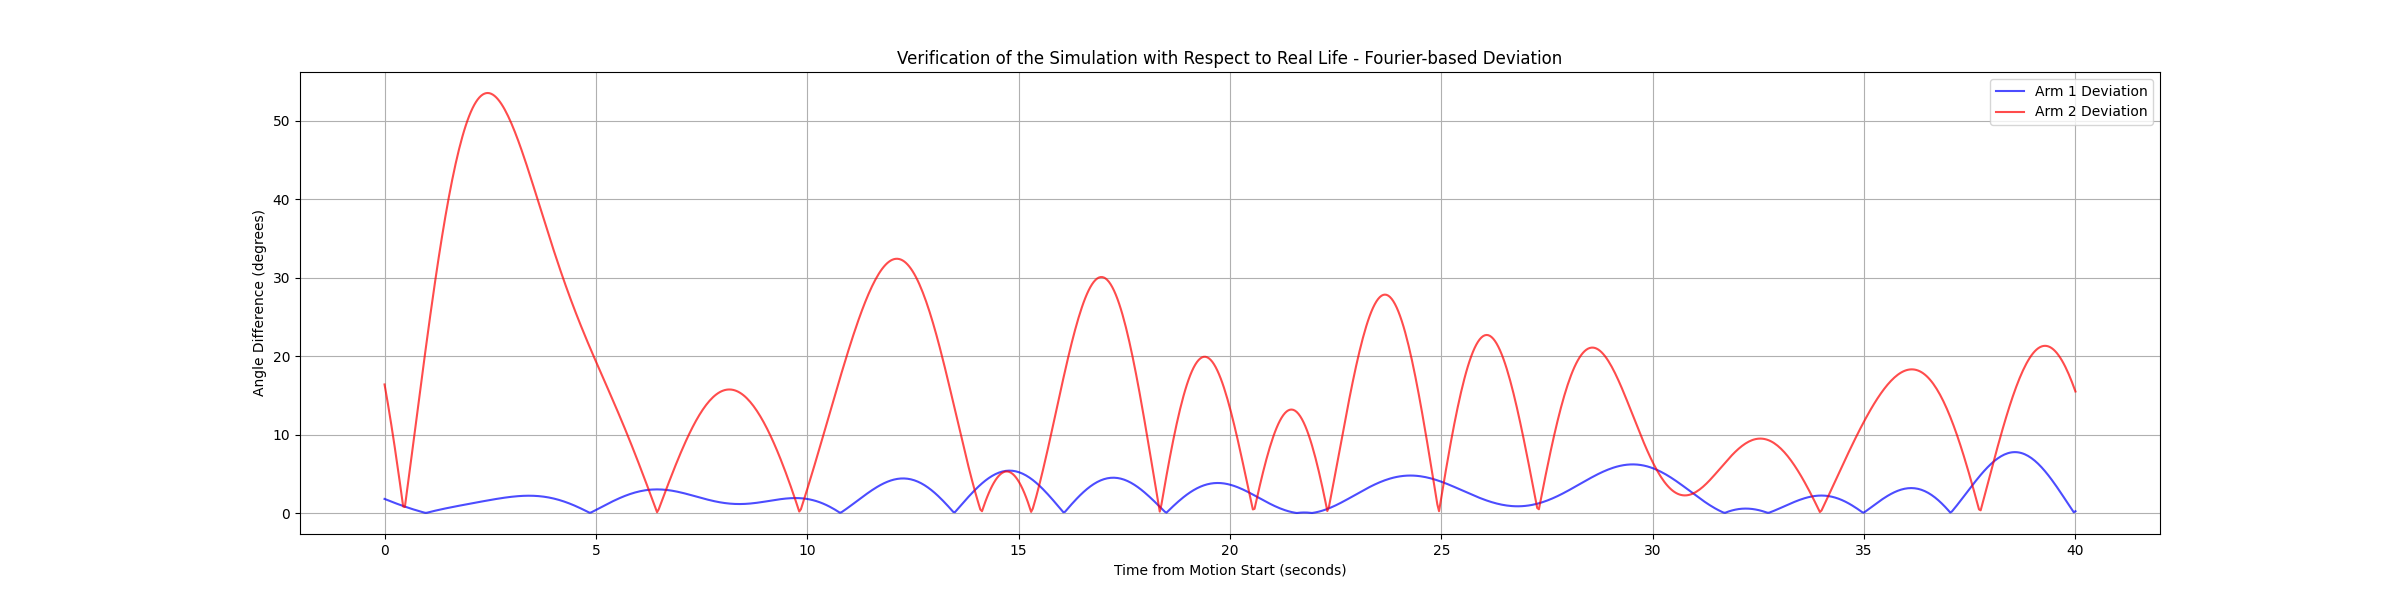 Verification of the Simulation with Respect to Real Life - Fourier-based Deviation
Arm 1 Deviation
Arm 2 Deviation
Angle Difference (degrees)
50
40
30
20
10
0
0 5 10 15 20 25 30 35 40
Time from Motion Start (seconds)